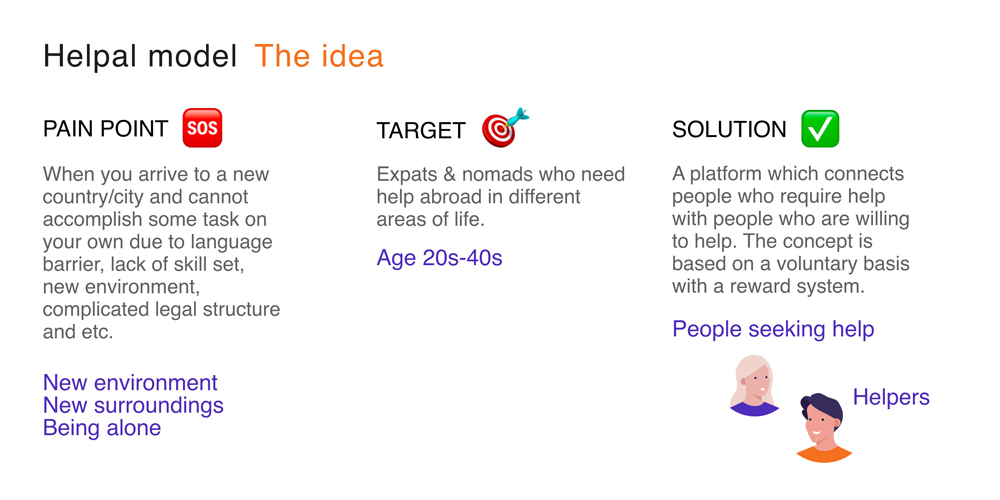 Helpal model The idea
PAIN POINT SOS
When you arrive to a new
country/city and cannot
accomplish some task on
your own due to language
barrier, lack of skill set,
new environment,
complicated legal structure
and etc.
New environment
New surroundings
Being alone
TARGET
Expats & nomads who need
help abroad in different
areas of life.
Age 20s-40s
SOLUTION
A platform which connects
people who require help
with people who are willing
to help. The concept is
based on a voluntary basis
with a reward system.
People seeking help
Helpers